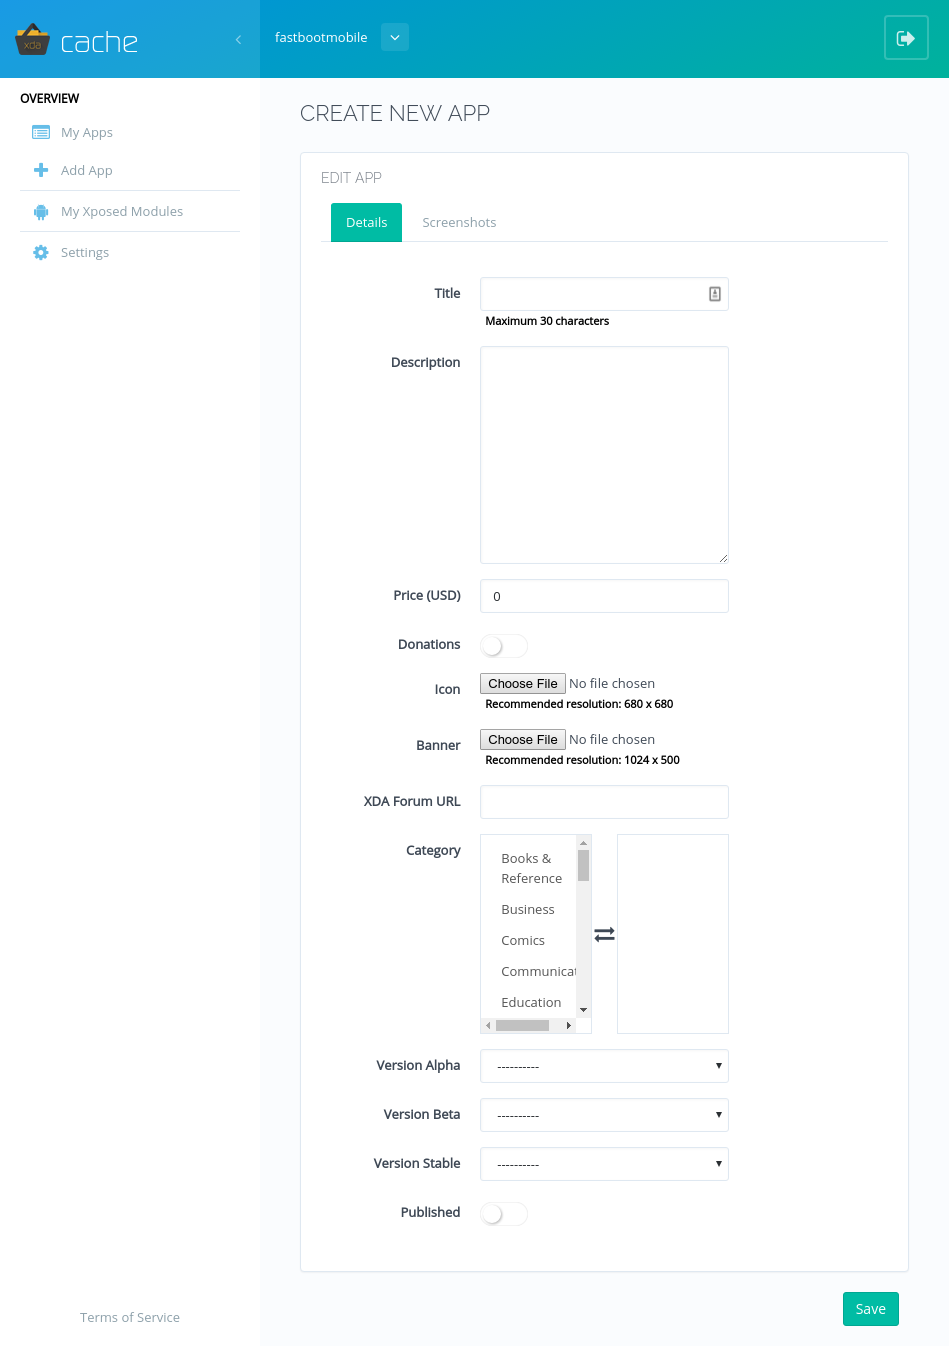 xda cache
fastbootmobile
OVERVIEW
My Apps
Add App
My Xposed Modules
Settings
CREATE NEW APP
EDIT APP
Details
Screenshots
Title
Maximum 30 characters
Description
Price (USD)
0
Donations
Icon
Choose File No file chosen
Recommended resolution: 680 x 680
Banner
Choose File No file chosen
Recommended resolution: 1024 x 500
XDA Forum URL
Category
Books &
Reference
Business
Comics
Communicat
Education
Version Alpha
----------
Version Beta
----------
Version Stable
----------
Published
Save
Terms of Service